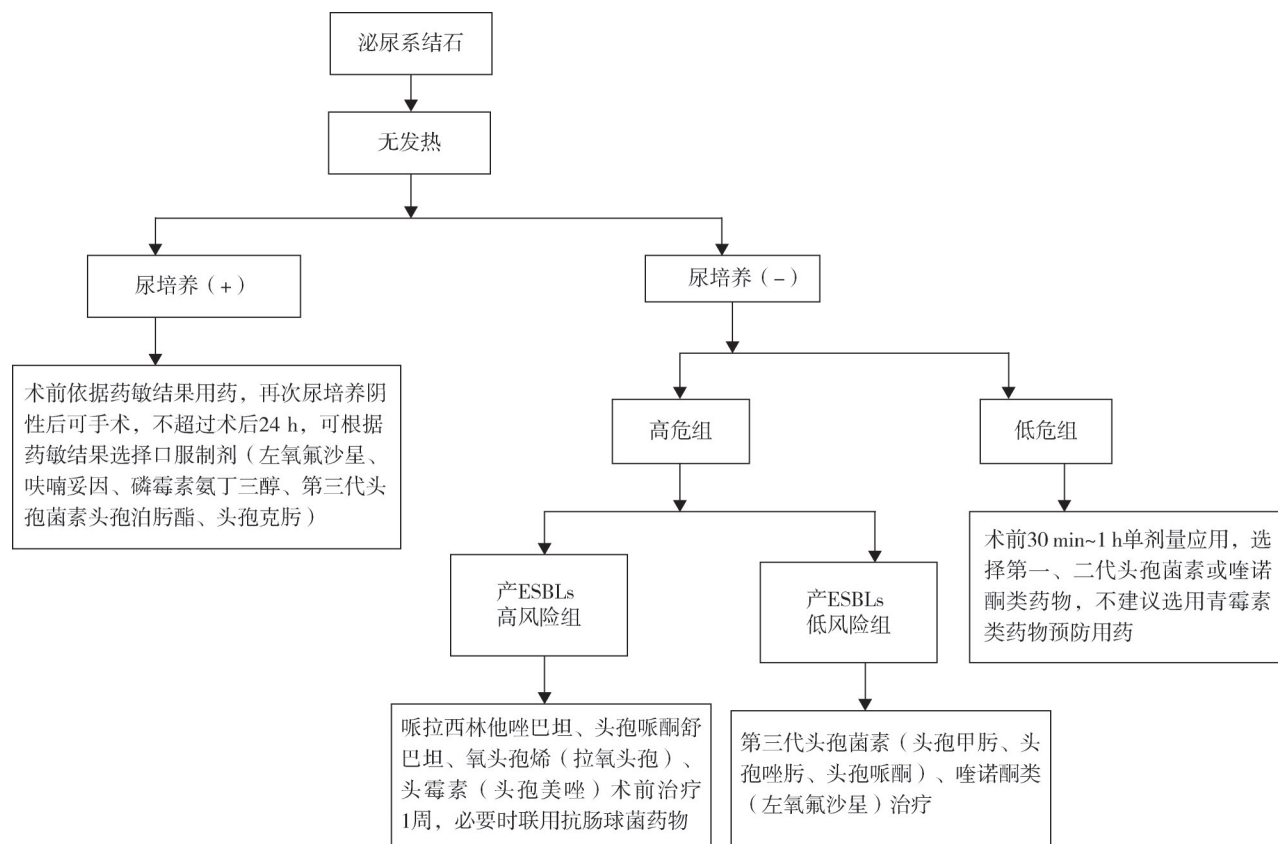 泌尿系结石
无发热
尿培养（+）
尿培养（-）
术前依据药敏结果用药，再次尿培养阴
性后可手术，不超过术后24 h，可根据
药敏结果选择口服制剂（左氧氟沙星、
呋喃妥因、磷霉素氨丁三醇、第三代头
孢菌素头孢泊肟酯、头孢克肟）
高危组
低危组
产ESBLs
高风险组
产ESBLs
低风险组
术前30 min~1 h单剂量应用，选
择第一、二代头孢菌素或喹诺
酮类药物，不建议选用青霉素
类药物预防用药
哌拉西林他唑巴坦、头孢哌酮舒
巴坦、氧头孢烯（拉氧头孢）、
头霉素（头孢美唑）术前治疗
1周，必要时联用抗肠球菌药物
第三代头孢菌素（头孢甲肟、头
孢唑肟、头孢哌酮）、喹诺酮类
（左氧氟沙星）治疗